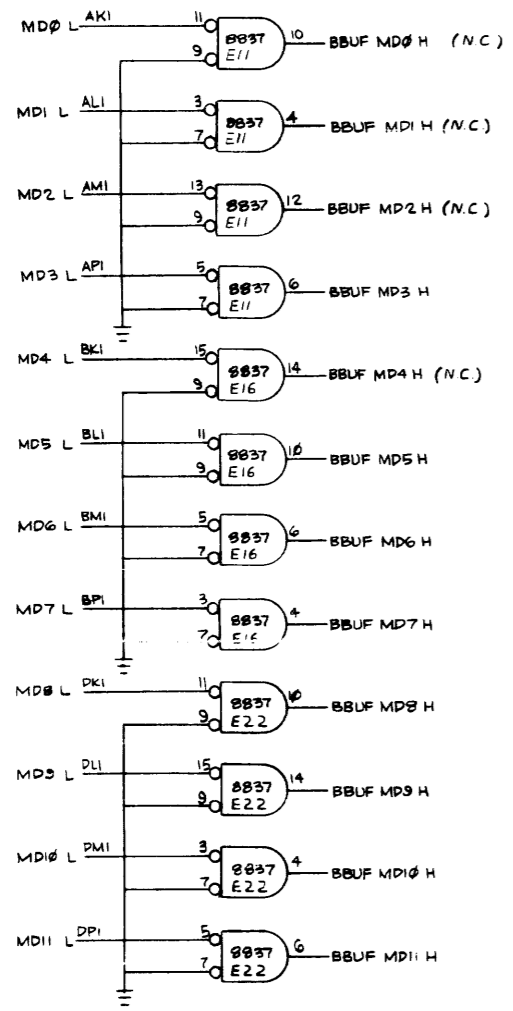 MDØ L AK1 11 8837 10 BBUF MDØ H (N.C)
9 E11
MD1 L AL1 3 8837 4 BBUF MD1 H (N.C.)
7 E11
MD2 L AM1 13 8837 12 BBUF MD2 H (N.C)
9 E11
MD3 L AP1 5 8837 6 BBUF MD3 H
7 E11
MD4 L BK1 15 8837 14 BBUF MD4 H (N.C.)
9 E16
MD5 L BL1 11 8837 1Ø BBUF MD5 H
9 E16
MD6 L BM1 5 8837 6 BBUF MD6 H
7 E16
MD7 L BP1 3 8837 4 BBUF MD7 H
7 E16
MD8 L DK1 11 8837 1Ø BBUF MD8 H
9 E22
MD9 L DL1 15 8837 14 BBUF MD9 H
9 E22
MD1Ø L DM1 3 8837 4 BBUF MD1Ø H
7 E22
MD11 L DP1 5 8837 6 BBUF MD11 H
7 E22